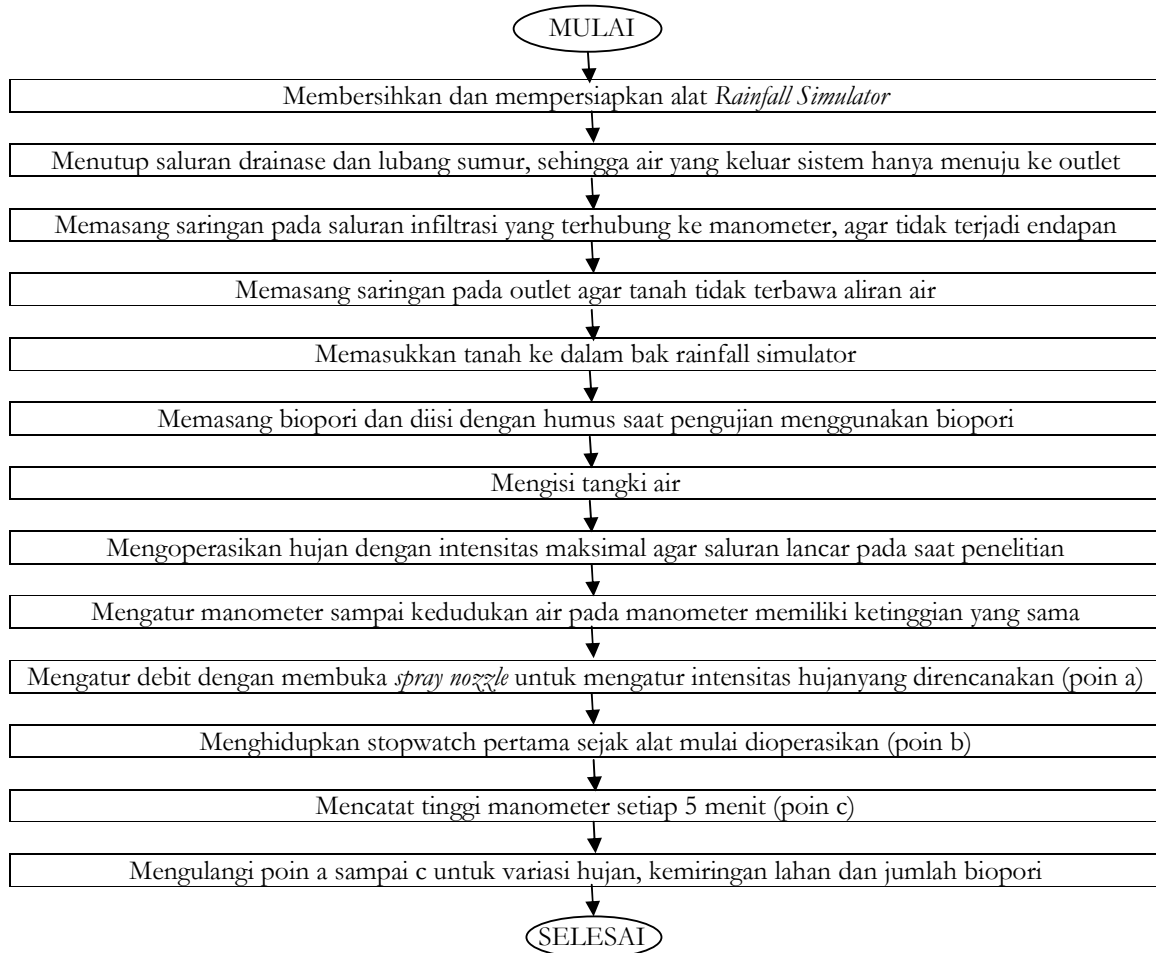 MULAI
Membersihkan dan mempersiapkan alat Rainfall Simulator
Menutup saluran drainase dan lubang sumur, sehingga air yang keluar sistem hanya menuju ke outlet
Memasang saringan pada saluran infiltrasi yang terhubung ke manometer, agar tidak terjadi endapan
Memasang saringan pada outlet agar tanah tidak terbawa aliran air
Memasukkan tanah ke dalam bak rainfall simulator
Memasang biopori dan diisi dengan humus saat pengujian menggunakan biopori
Mengisi tangki air
Mengoperasikan hujan dengan intensitas maksimal agar saluran lancar pada saat penelitian
Mengatur manometer sampai kedudukan air pada manometer memiliki ketinggian yang sama
Mengatur debit dengan membuka spray nozzle untuk mengatur intensitas hujanyang direncanakan (poin a)
Menghidupkan stopwatch pertama sejak alat mulai dioperasikan (poin b)
Mencatat tinggi manometer setiap 5 menit (poin c)
Mengulangi poin a sampai c untuk variasi hujan, kemiringan lahan dan jumlah biopori
SELESAI